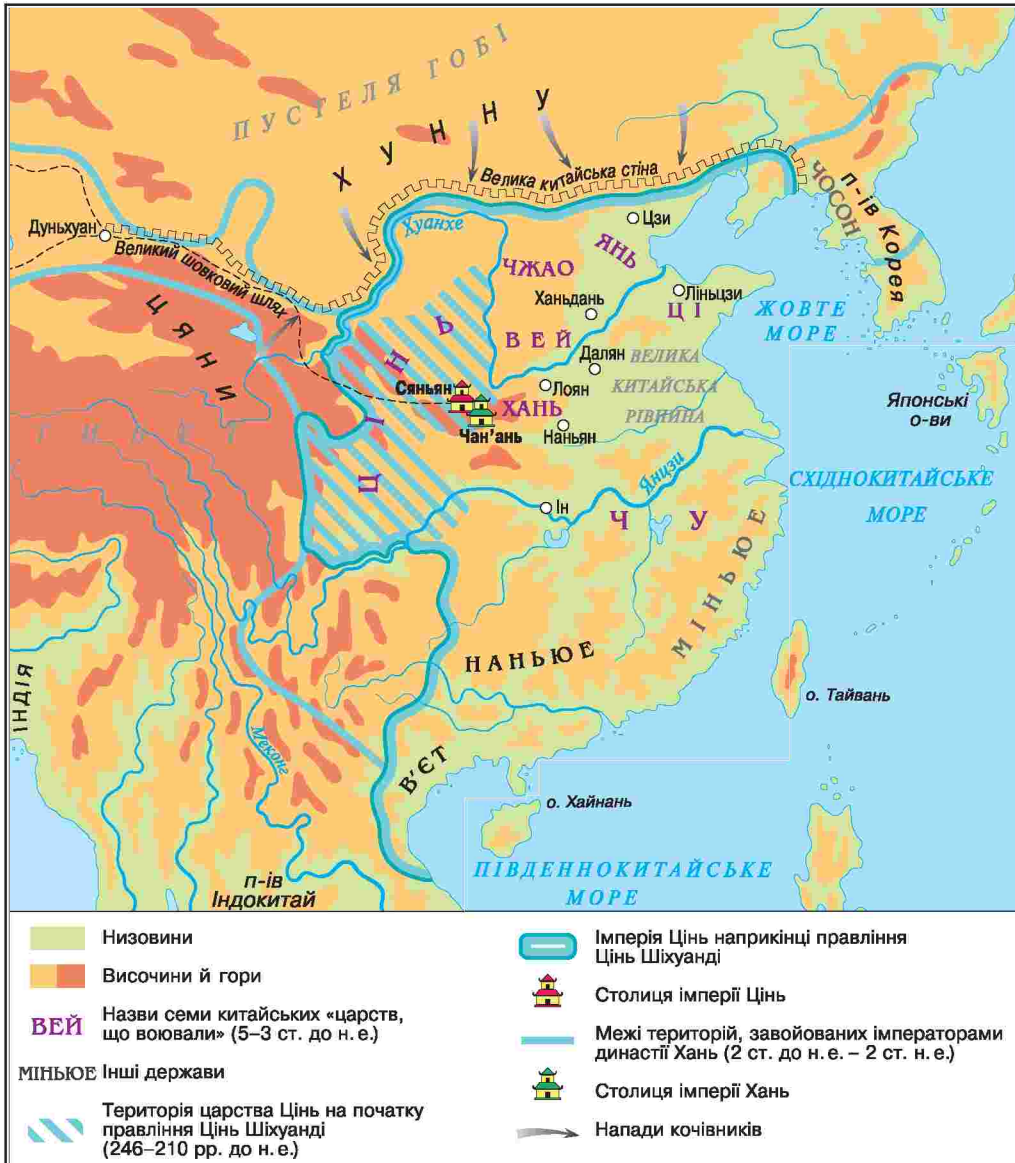 ПУСТЕЛЯ ГОБІ
ХУННУ
Велика китайська стіна
Дуньхуан
Великий шовковий шлях
Хуанхе
Цзи
ЧОСОН
п-ів Корея
ЯНЬ
ЧЖАО
Ханьдань
Ліньцзи
ЦІ
ЖОВТЕ
МОРЕ
ЦЯНИ
ЦІНЬ
ВЕЙ
Далян
ВЕЛИКА
КИТАЙСЬКА
РІВНИНА
Сяньян
Лоян
ХАНЬ
Чан’ань
Наньян
Японські
о-ви
ТИБЕТ
Янцзи
Ін
ЧУ
СХІДНОКИТАЙСЬКЕ
МОРЕ
МІНЬЮЕ
НАНЬЮЕ
ІНДІЯ
о. Тайвань
Меконг
В’ЄТ
о. Хайнань
ПІВДЕННОКИТАЙСЬКЕ
МОРЕ
п-ів
Індокитай
Низовини
Височини й гори
ВЕЙ Назви семи китайських «царств,
що воювали» (5–3 ст. до н. е.)
МІНЬЮЕ Інші держави
Територія царства Цінь на початку
правління Цінь Шіхуанді
(246–210 рр. до н. е.)
Імперія Цінь наприкінці правління
Цінь Шіхуанді
Столиця імперії Цінь
Межі територій, завойованих імператорами
династії Хань (2 ст. до н. е. – 2 ст. н. е.)
Столиця імперії Хань
Напади кочівників